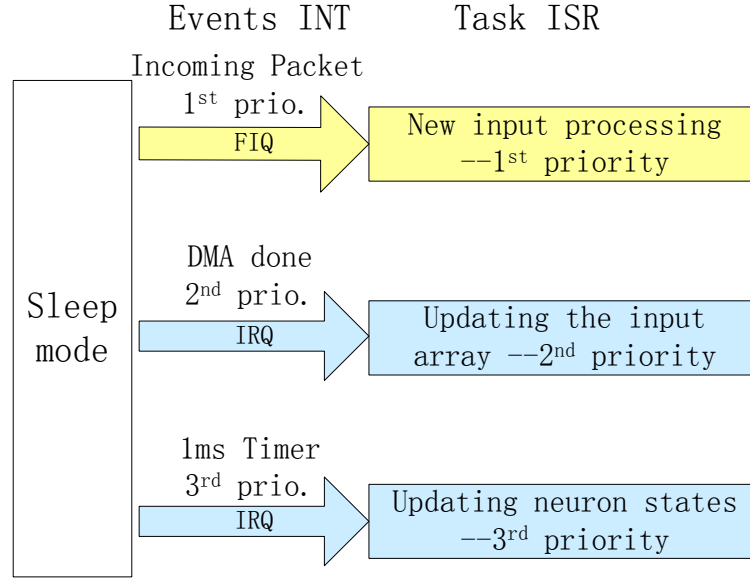 Events INT
Task ISR
Incoming Packet
1st prio.
FIQ
New input processing
--1st priority
DMA done
2nd prio.
IRQ
Updating the input
array --2nd priority
Sleep
mode
1ms Timer
3rd prio.
IRQ
Updating neuron states
--3rd priority